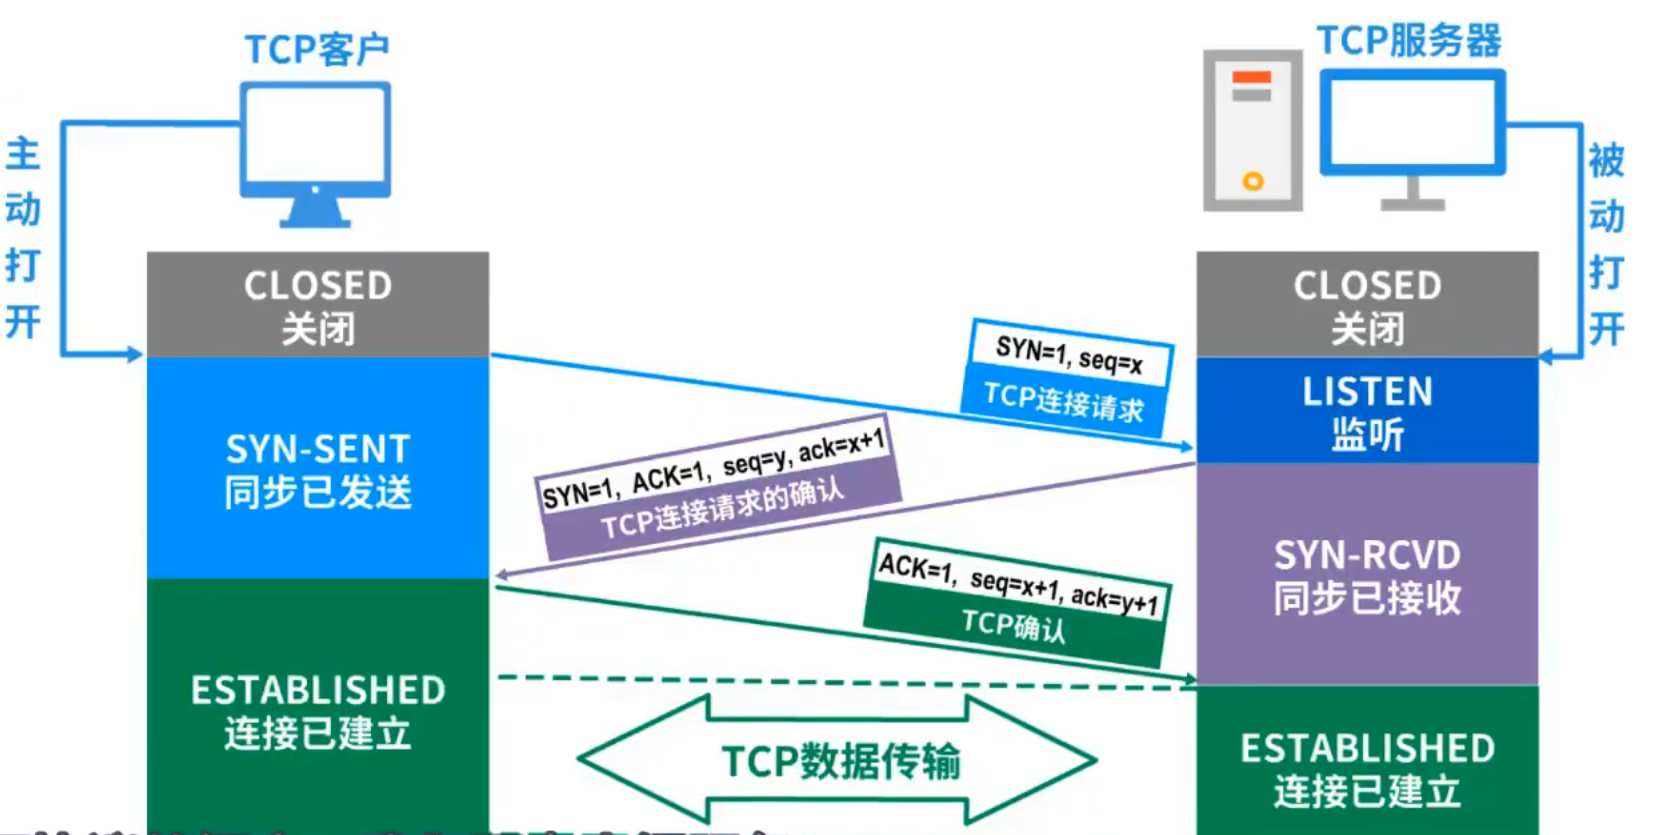 TCP客户
TCP服务器
主动打开
被动打开
CLOSED
关闭
CLOSED
关闭
SYN=1, seq=x
TCP连接请求
LISTEN
监听
SYN-SENT
同步已发送
SYN=1, ACK=1, seq=y, ack=x+1
TCP连接请求的确认
SYN-RCVD
同步已接收
ACK=1, seq=x+1, ack=y+1
TCP确认
ESTABLISHED
连接已建立
TCP数据传输
ESTABLISHED
连接已建立